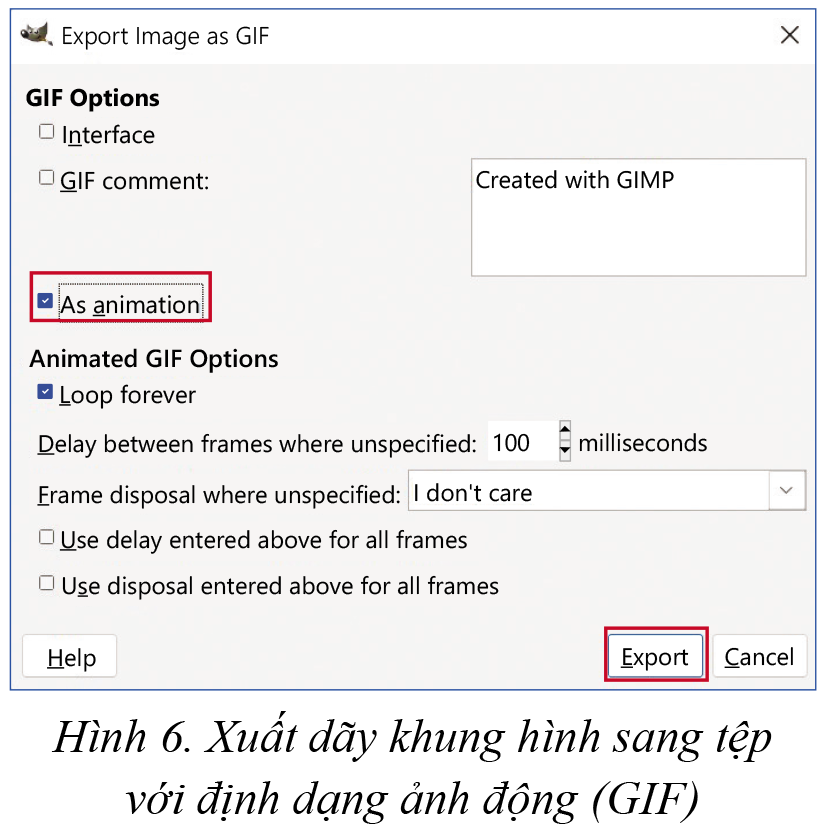 Export Image as GIF
GIF Options
Interface
GIF comment:
Created with GIMP
As animation
Animated GIF Options
Loop forever
Delay between frames where unspecified: 100 milliseconds
Frame disposal where unspecified: I don't care
Use delay entered above for all frames
Use disposal entered above for all frames
Help Export Cancel
Hình 6. Xuất dãy khung hình sang tệp
với định dạng ảnh động (GIF)